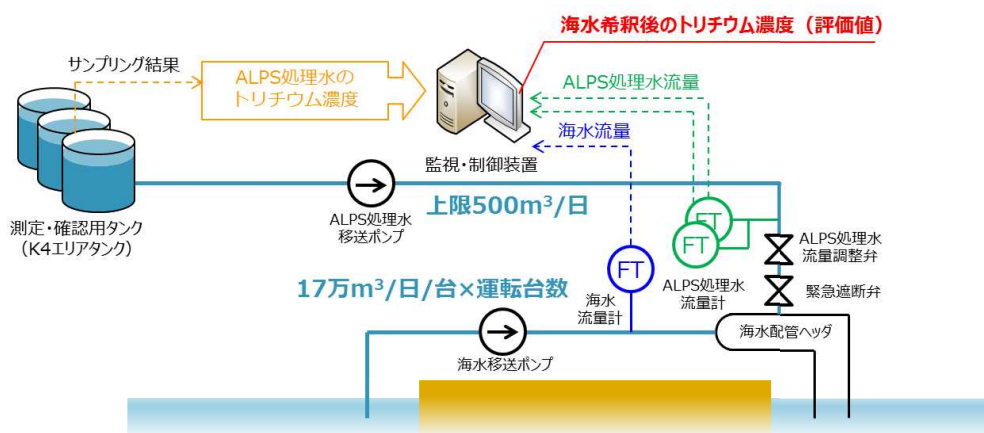 海水希釈後のトリチウム濃度（評価値）
サンプリング結果
ALPS処理水の
トリチウム濃度
ALPS処理水流量
海水流量
監視・制御装置
上限500m³/日
ALPS処理水
移送ポンプ
測定・確認用タンク
(K4エリアタンク)
FT
FT
FT
ALPS処理水
流量調整弁
ALPS処理水
流量計
緊急遮断弁
17万m³/日/台×運転台数
海水
流量計
海水配管ヘッダ
海水移送ポンプ